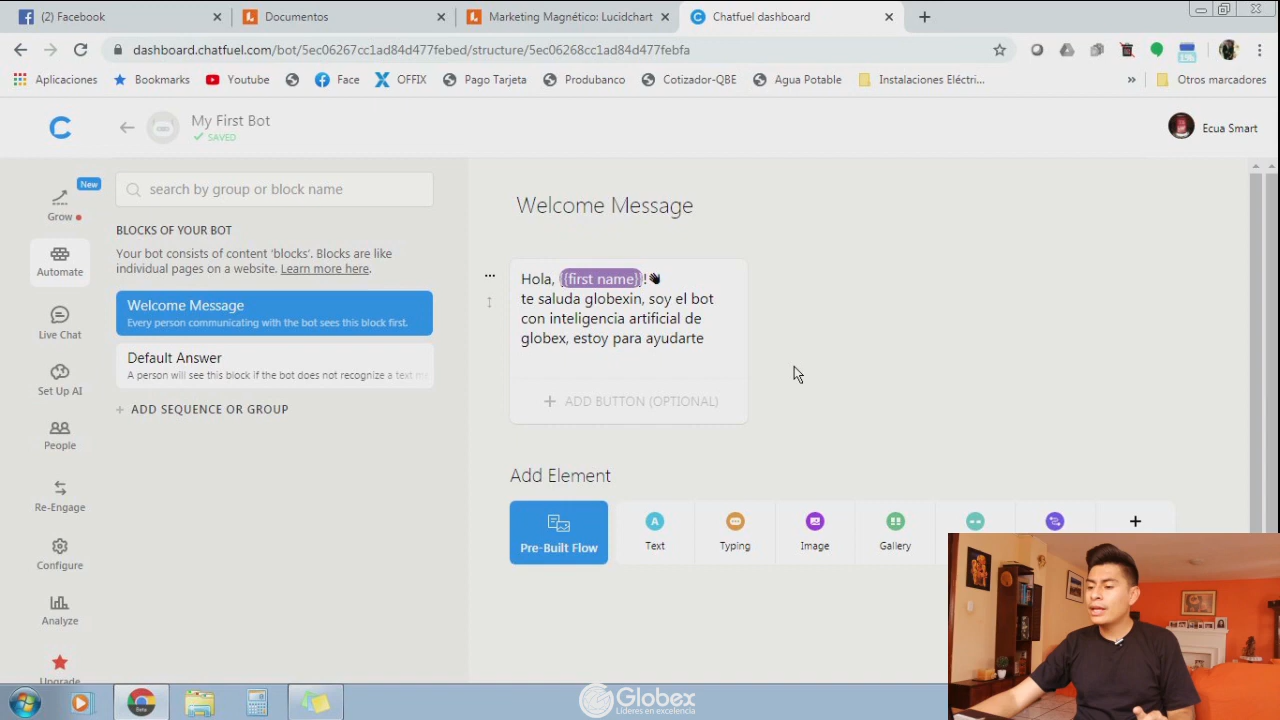 (2) Facebook
Documentos
Marketing Magnético: Lucidchart
Chatfuel dashboard
dashboard.chatfuel.com/bot/5ec06267cc1ad84d477febed/structure/5ec06268cc1ad84d477febfa
Aplicaciones
Bookmarks
Youtube
Face
OFFIX
Pago Tarjeta
Produbanco
Cotizador-QBE
Agua Potable
Instalaciones Eléctri...
»
Otros marcadores
My First Bot
SAVED
Ecua Smart
New
Grow
Automate
Live Chat
Set Up AI
People
Re-Engage
Configure
Analyze
Upgrade
search by group or block name
BLOCKS OF YOUR BOT
Your bot consists of content 'blocks'. Blocks are like
individual pages on a website. Learn more here.
Welcome Message
Every person communicating with the bot sees this block first.
Default Answer
A person will see this block if the bot does not recognize a text
+ ADD SEQUENCE OR GROUP
Welcome Message
Hola, {{first name}}!👋
te saluda globexin, soy el bot
con inteligencia artificial de
globex, estoy para ayudarte
+ ADD BUTTON (OPTIONAL)
Add Element
Pre-Built Flow
Text
Typing
Image
Gallery
+
Globex
Líderes en excelencia